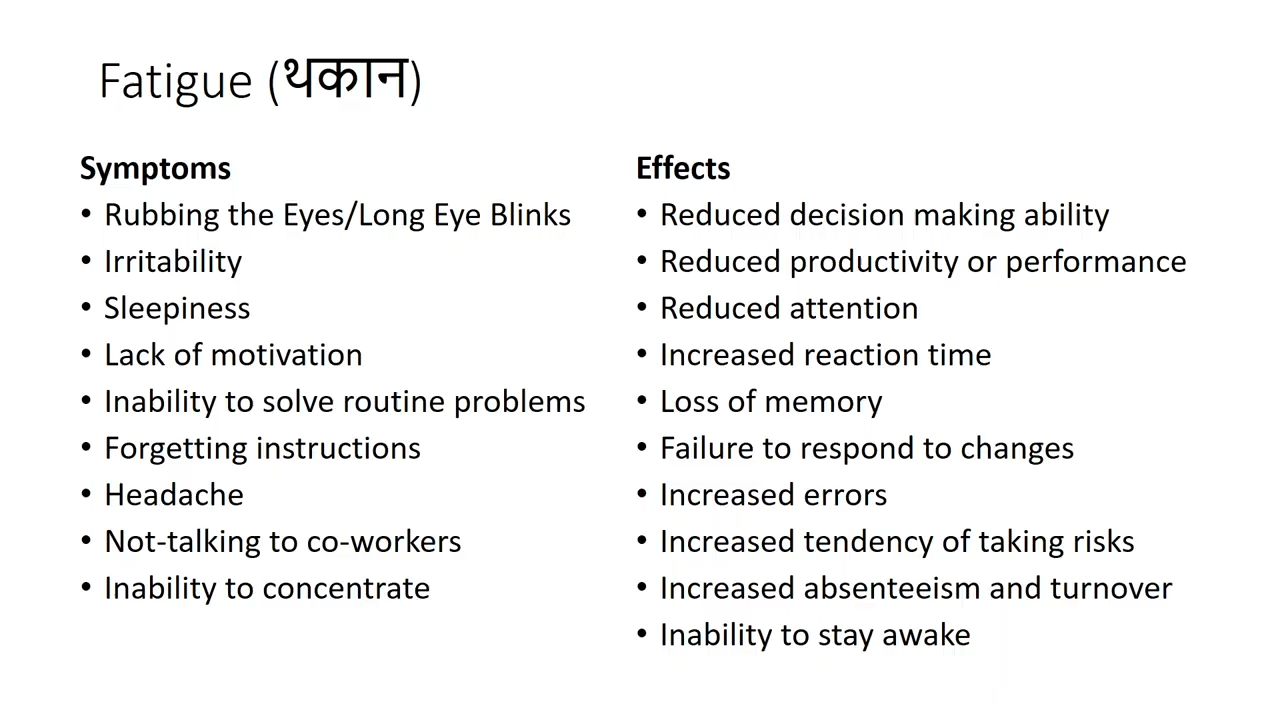 Fatigue (थकान)
Symptoms
• Rubbing the Eyes/Long Eye Blinks
• Irritability
• Sleepiness
• Lack of motivation
• Inability to solve routine problems
• Forgetting instructions
• Headache
• Not-talking to co-workers
• Inability to concentrate
Effects
• Reduced decision making ability
• Reduced productivity or performance
• Reduced attention
• Increased reaction time
• Loss of memory
• Failure to respond to changes
• Increased errors
• Increased tendency of taking risks
• Increased absenteeism and turnover
• Inability to stay awake